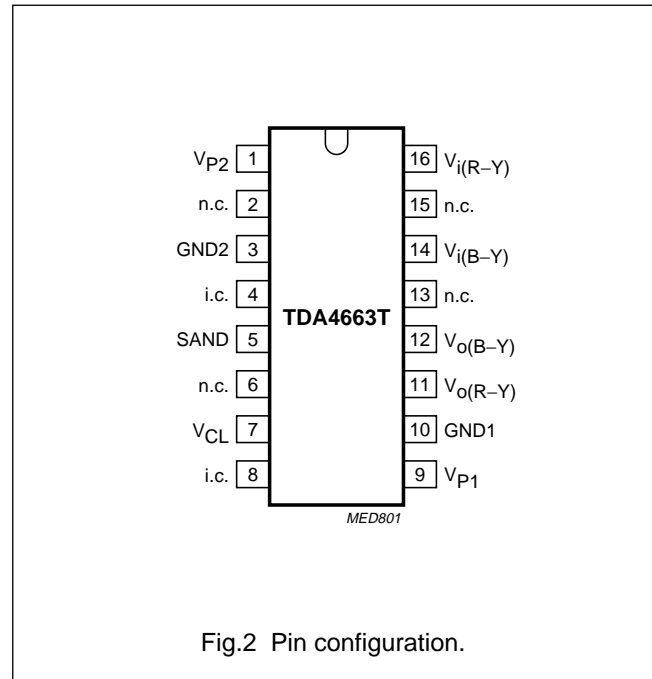 VP2 1 16 Vi(R–Y)
n.c. 2 15 n.c.
GND2 3 14 Vi(B–Y)
i.c. 4 13 n.c.
TDA4663T
SAND 5 12 Vo(B–Y)
n.c. 6 11 Vo(R–Y)
VCL 7 10 GND1
i.c. 8 9 VP1
MED801
Fig.2 Pin configuration.